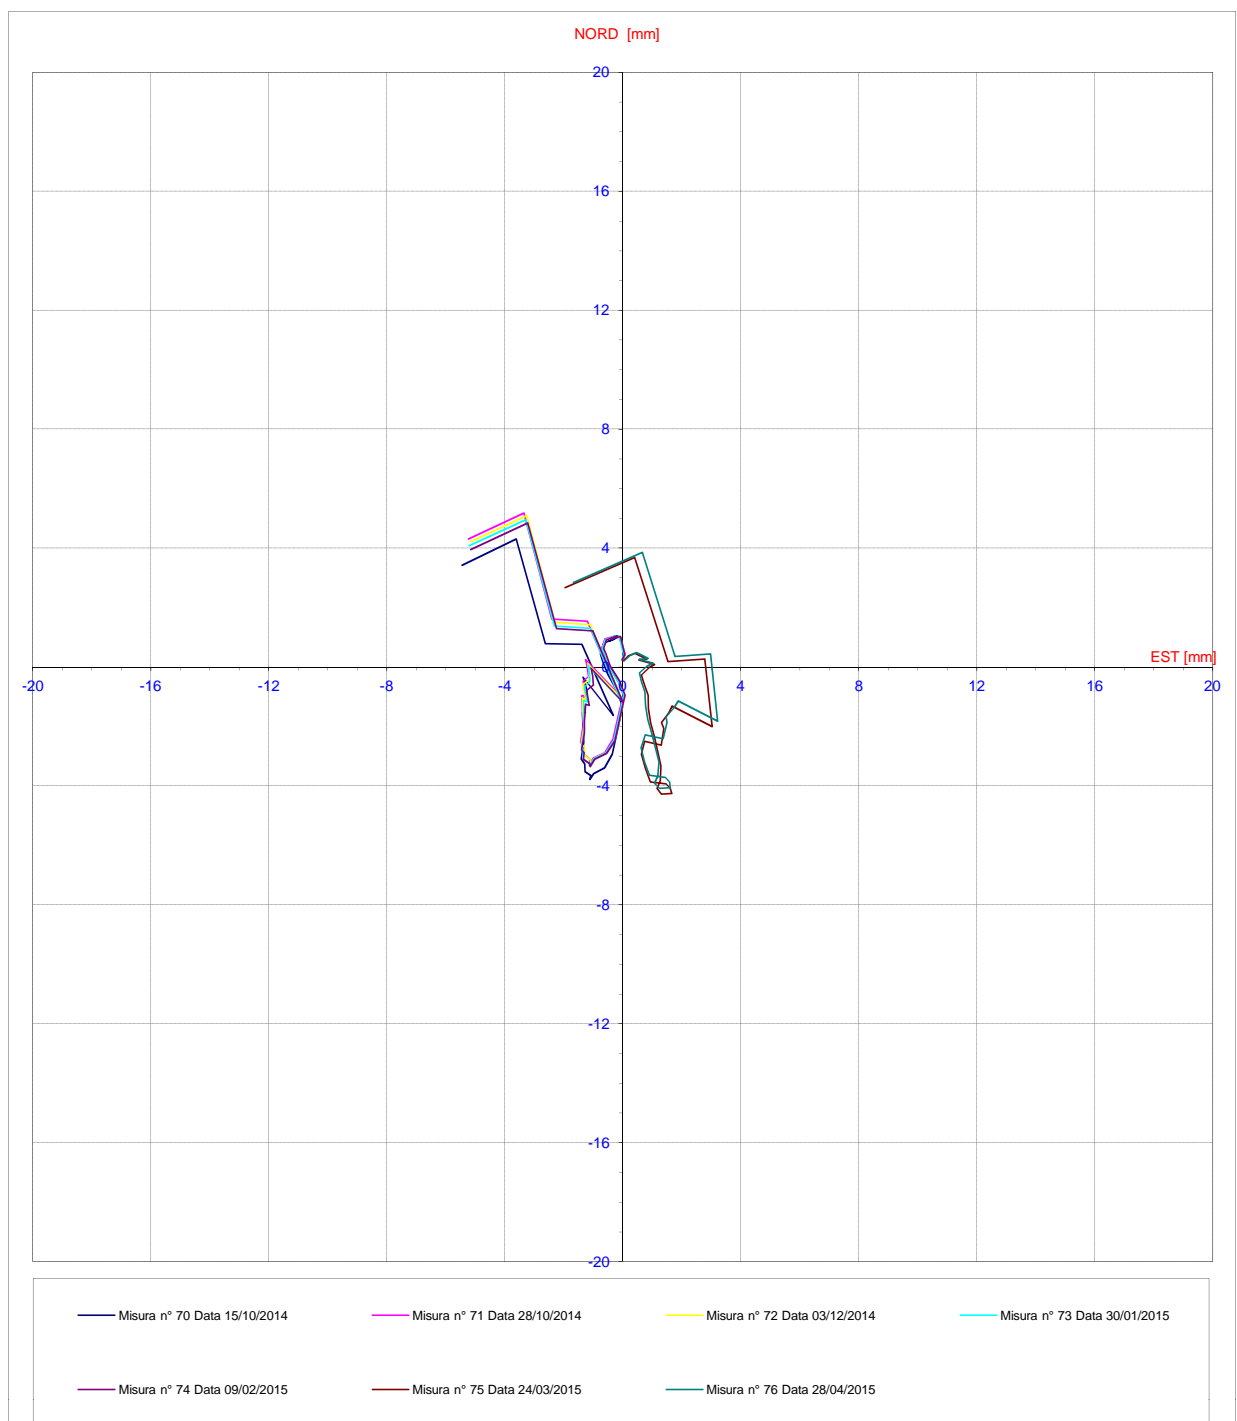 NORD [mm]
20
16
12
8
4
EST [mm]
-20 -16 -12 -8 -4 0 0 4 8 12 16 20
-4
-8
-12
-16
-20
Misura n° 70 Data 15/10/2014 Misura n° 71 Data 28/10/2014 Misura n° 72 Data 03/12/2014 Misura n° 73 Data 30/01/2015
Misura n° 74 Data 09/02/2015 Misura n° 75 Data 24/03/2015 Misura n° 76 Data 28/04/2015